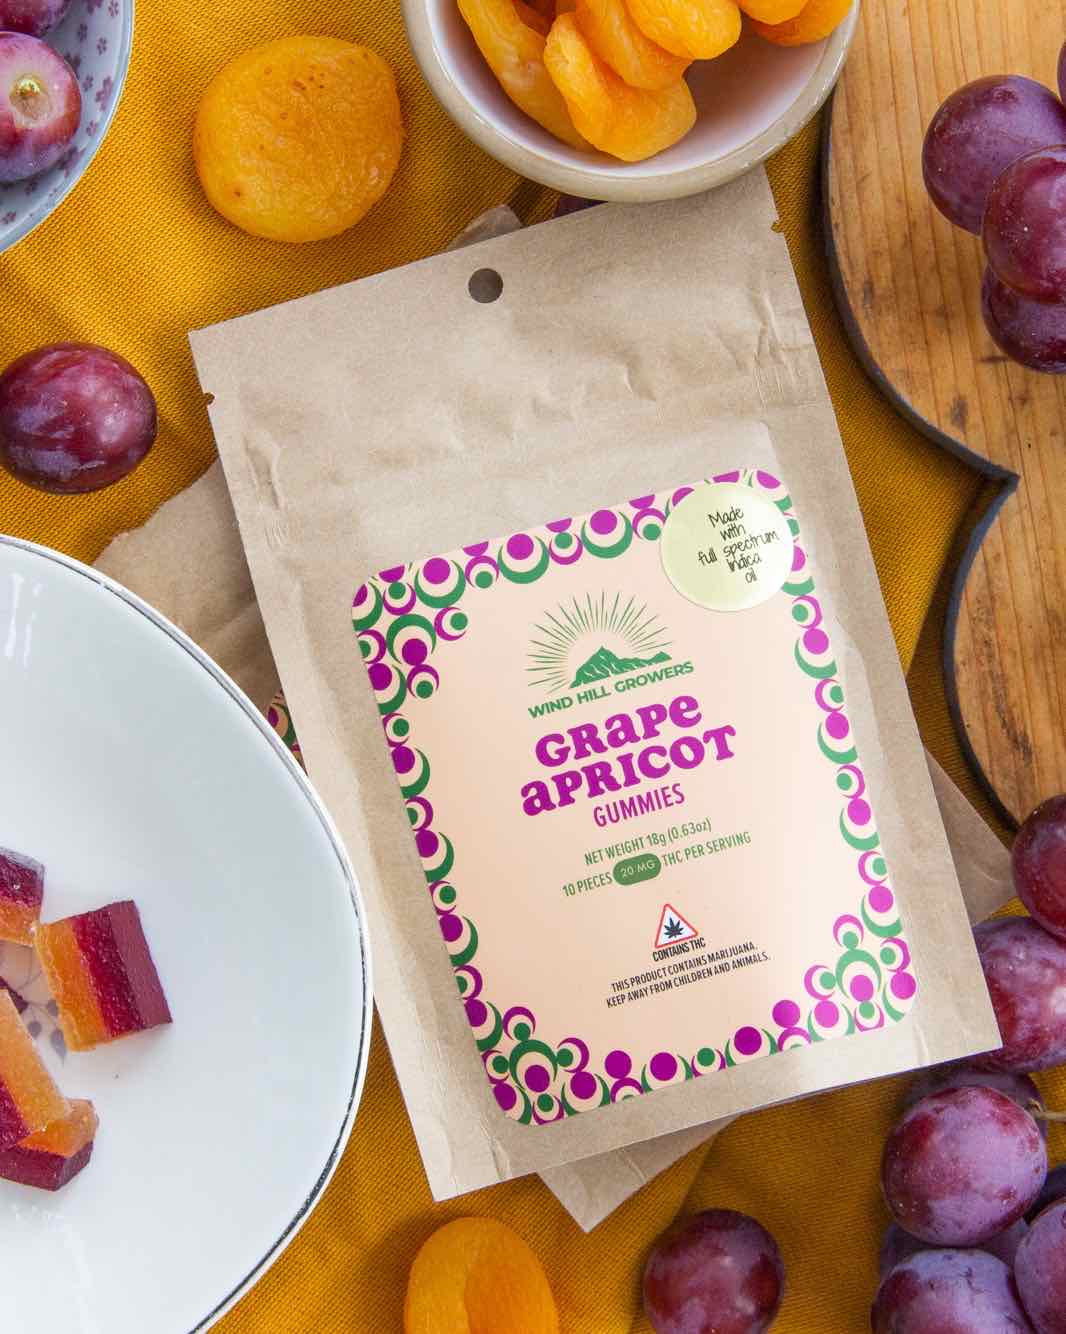 Made
with
full spectrum
indica
oil
WIND HILL GROWERS
GRAPE
APRICOT
GUMMIES
NET WEIGHT 18g (0.63oz)
10 PIECES 20 MG THC PER SERVING
CONTAINS THC
THIS PRODUCT CONTAINS MARIJUANA.
KEEP AWAY FROM CHILDREN AND ANIMALS.